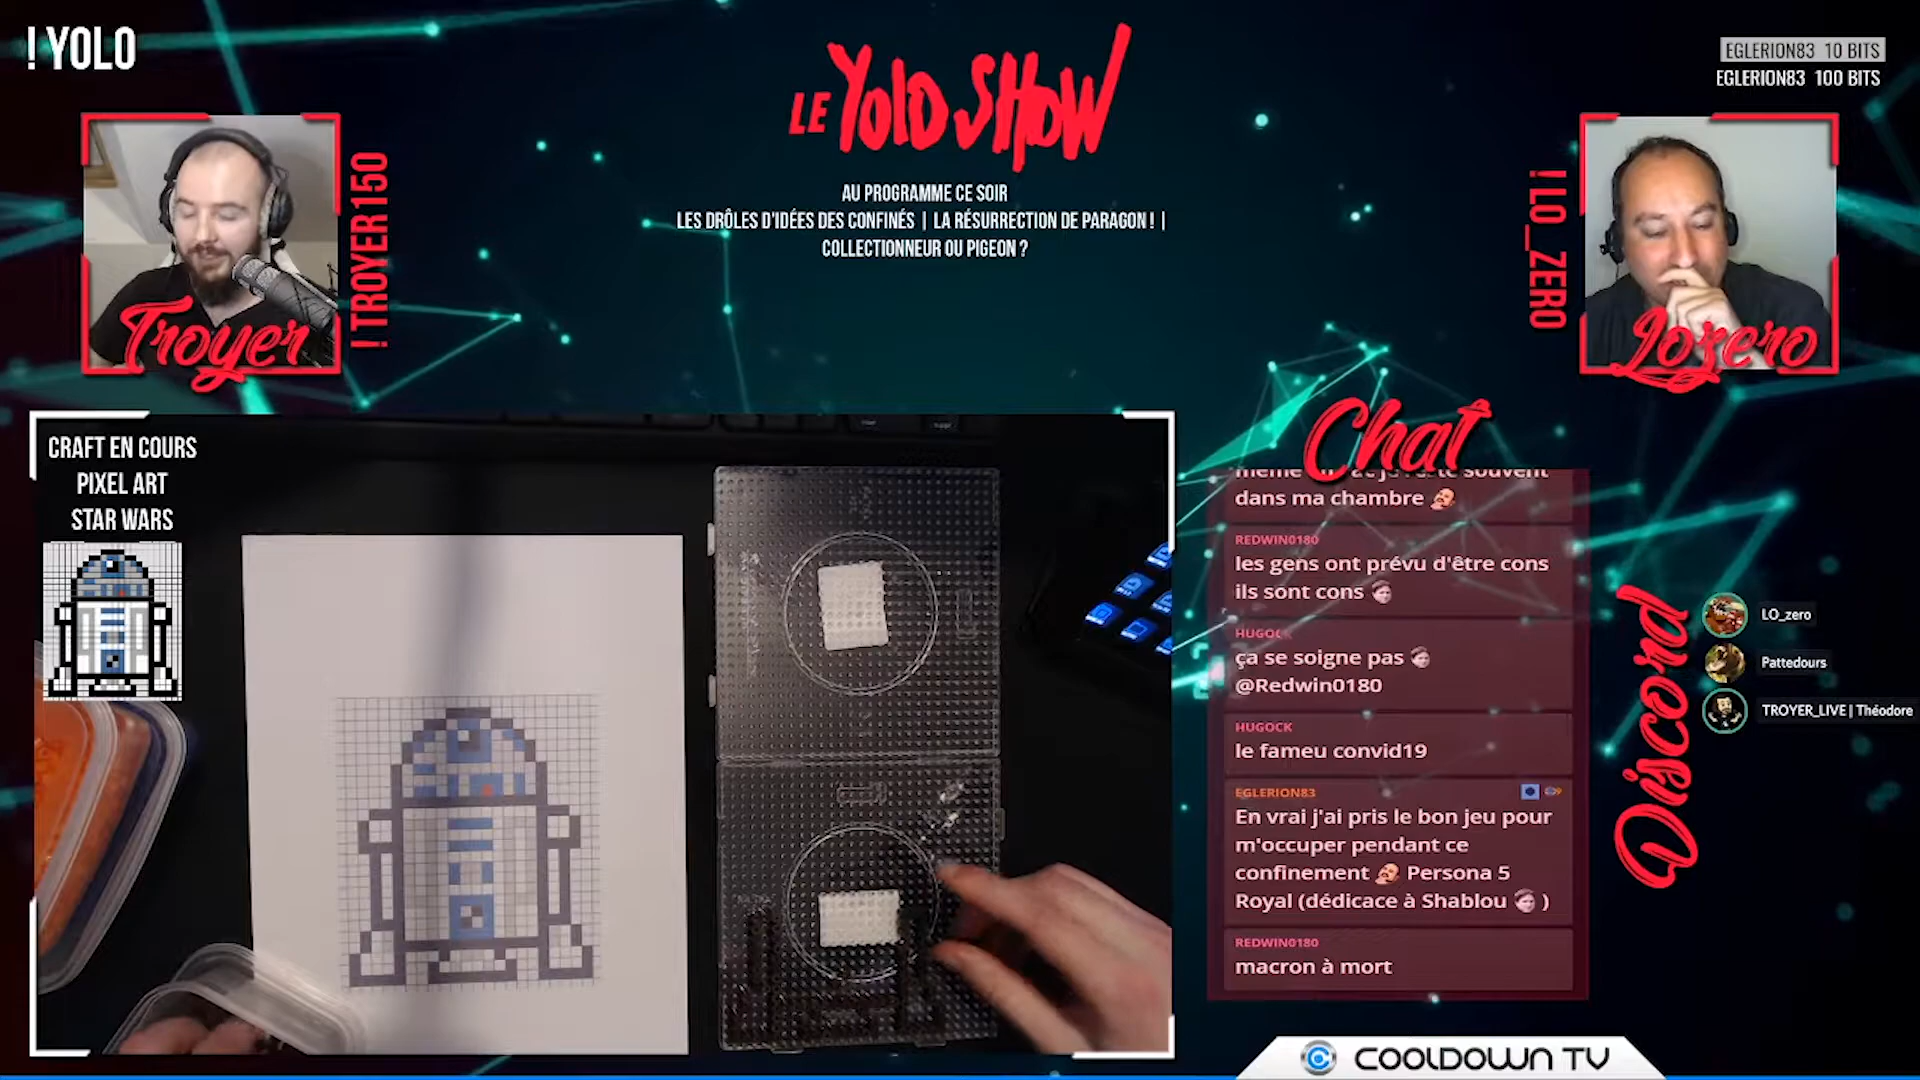 ! YOLO
LE YOLO SHOW
EGLERION83 10 BITS
EGLERION83 100 BITS
AU PROGRAMME CE SOIR
LES DRÔLES D'IDÉES DES CONFINÉS | LA RÉSURRECTION DE PARAGON ! |
COLLECTIONNEUR OU PIGEON ?
Troyer
! TROYER150
! LO_ZERO
Lozero
CRAFT EN COURS
PIXEL ART
STAR WARS
Chat
souvent
dans ma chambre
REDWIN0180
les gens ont prévu d'être cons
ils sont cons
HUGOCK
ça se soigne pas
@Redwin0180
HUGOCK
le fameu convid19
EGLERION83
En vrai j'ai pris le bon jeu pour
m'occuper pendant ce
confinement Persona 5
Royal (dédicace à Shablou )
REDWIN0180
macron à mort
Discord
LO_zero
Pattedours
TROYER_LIVE | Théodore
COOLDOWN TV